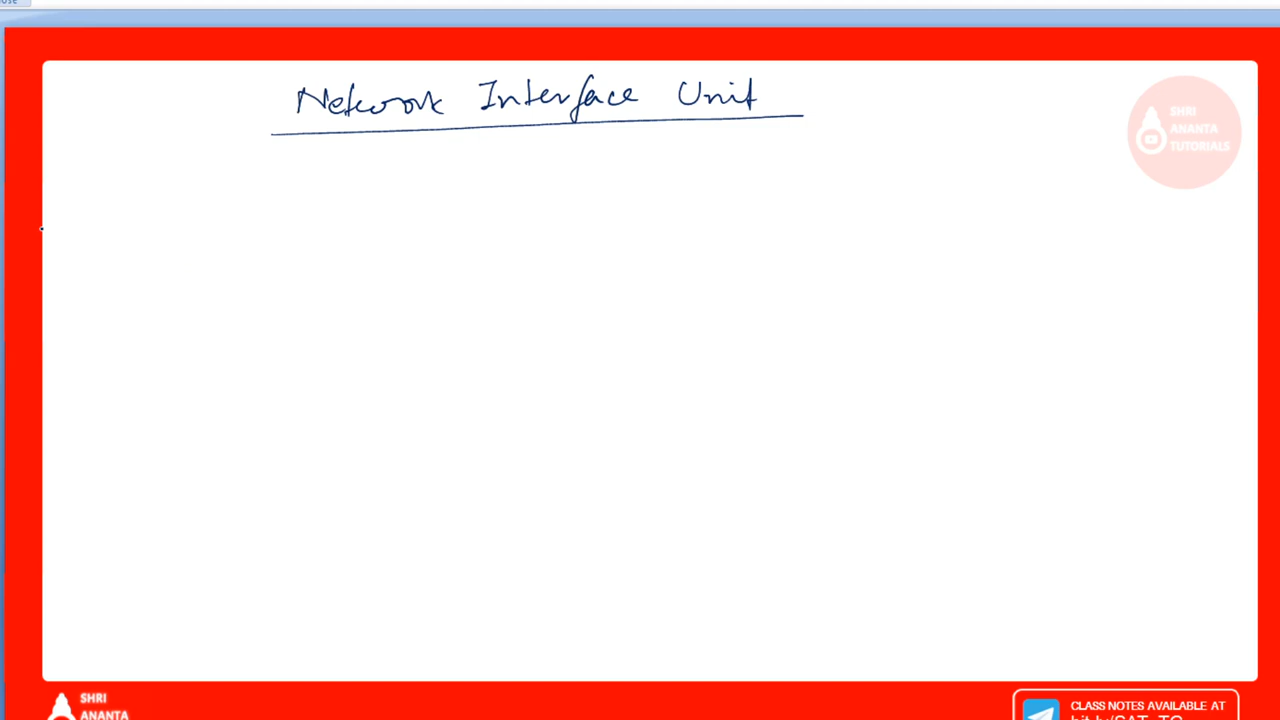 Network Interface Unit
SHRI
ANANTA
TUTORIALS
SHRI
ANANTA
CLASS NOTES AVAILABLE AT